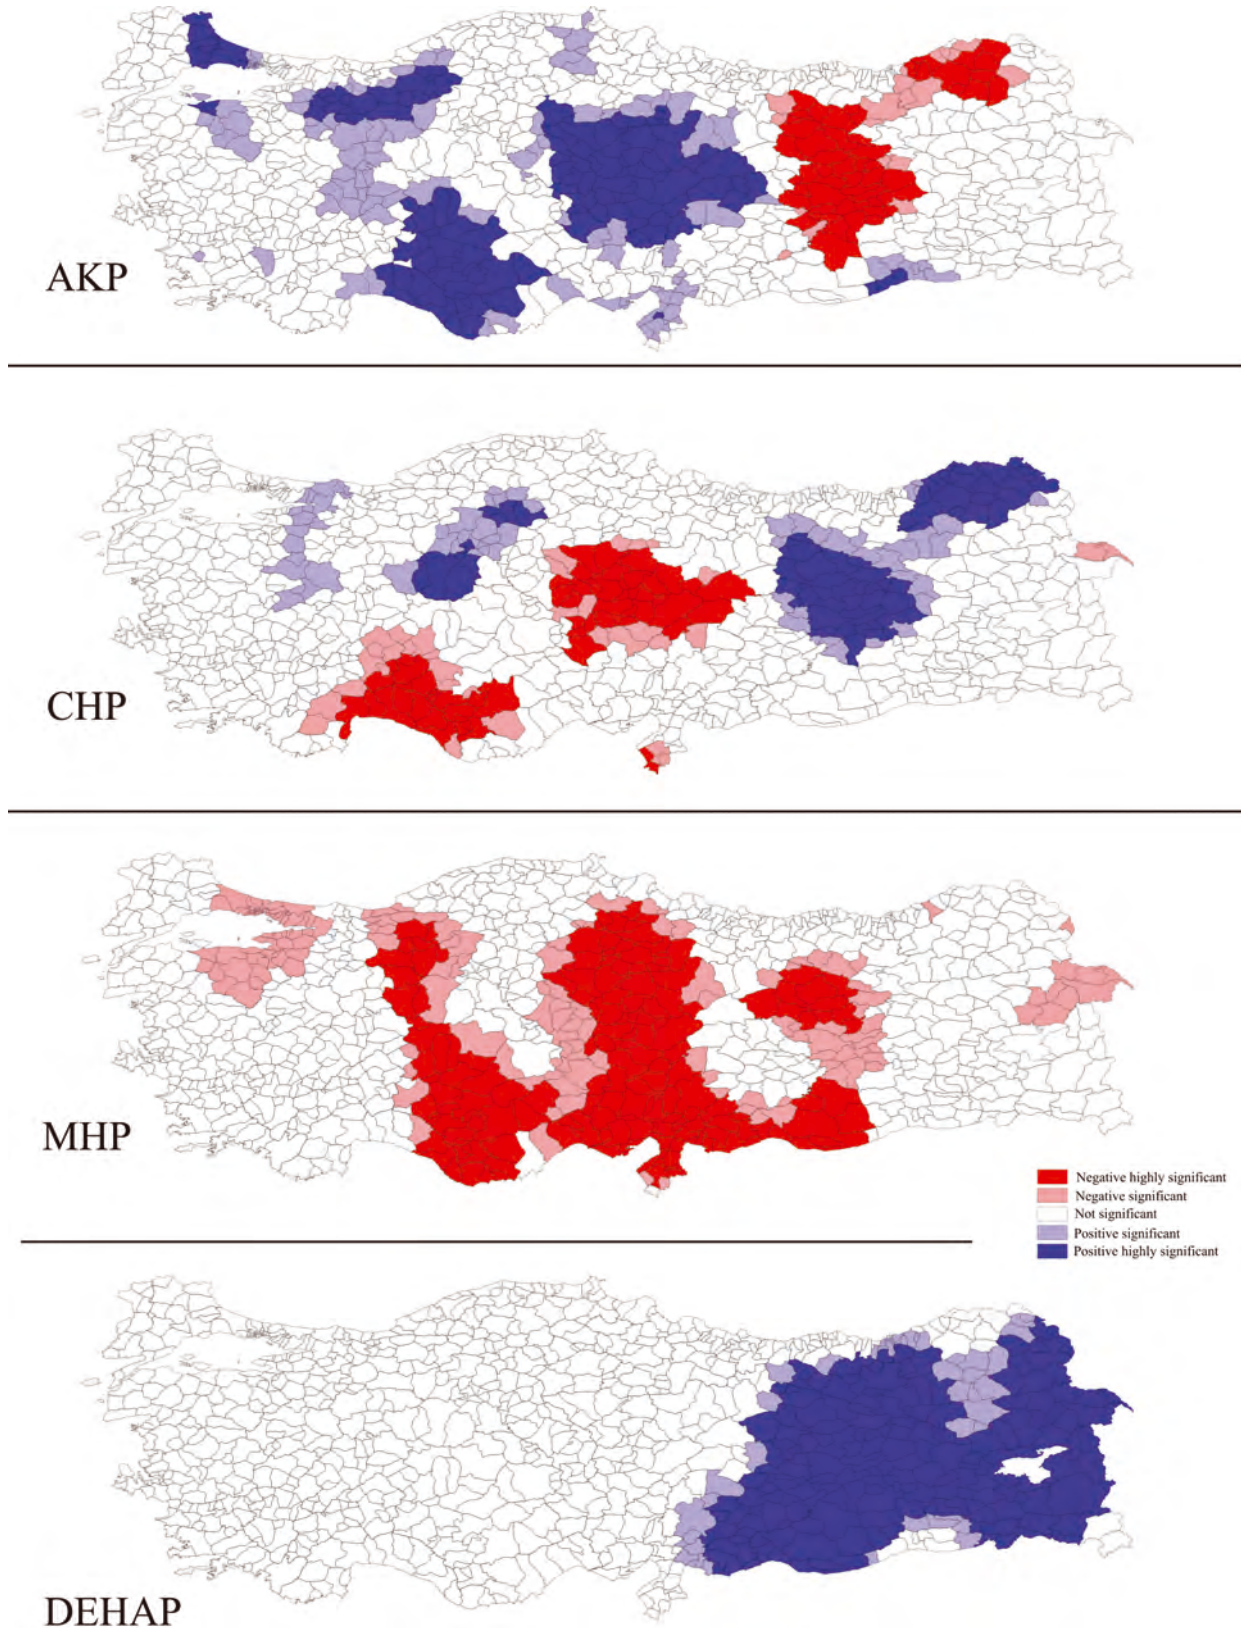 AKP
CHP
MHP
Negative highly significant
Negative significant
Not significant
Positive significant
Positive highly significant
DEHAP